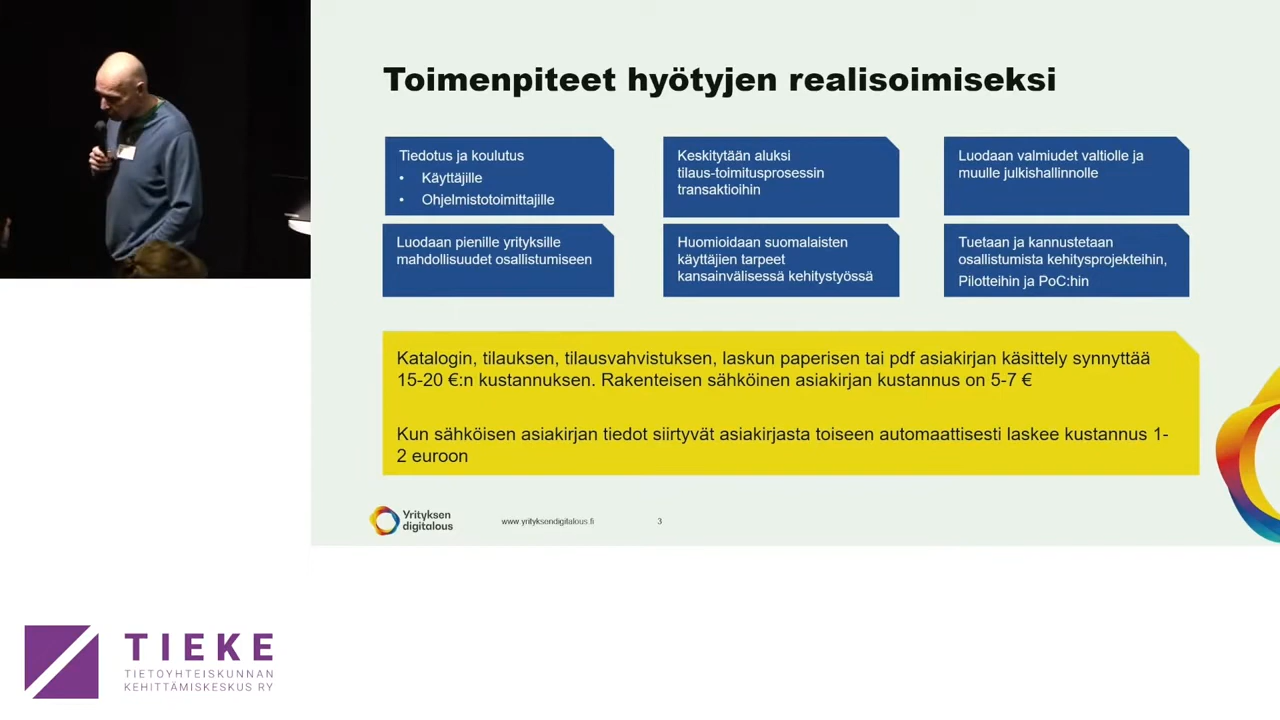 Toimenpiteet hyötyjen realisoimiseksi
Tiedotus ja koulutus
• Käyttäjille
• Ohjelmistotoimittajille
Keskitytään aluksi
tilaus-toimitusprosessin
transaktioihin
Luodaan valmiudet valtiolle ja
muulle julkishallinnolle
Luodaan pienille yrityksille
mahdollisuudet osallistumiseen
Huomioidaan suomalaisten
käyttäjien tarpeet
kansainvälisessä kehitystyössä
Tuetaan ja kannustetaan
osallistumista kehitysprojekteihin,
Pilotteihin ja PoC:hin
Katalogin, tilauksen, tilausvahvistuksen, laskun paperisen tai pdf asiakirjan käsittely synnyttää
15-20 €:n kustannuksen. Rakenteisen sähköinen asiakirjan kustannus on 5-7 €
Kun sähköisen asiakirjan tiedot siirtyvät asiakirjasta toiseen automaattisesti laskee kustannus 1-
2 euroon
Yrityksen
digitalous
www.yrityksendigitalous.fi
3
TIEKE
TIETOYHTEISKUNNAN
KEHITTÄMISKESKUS RY